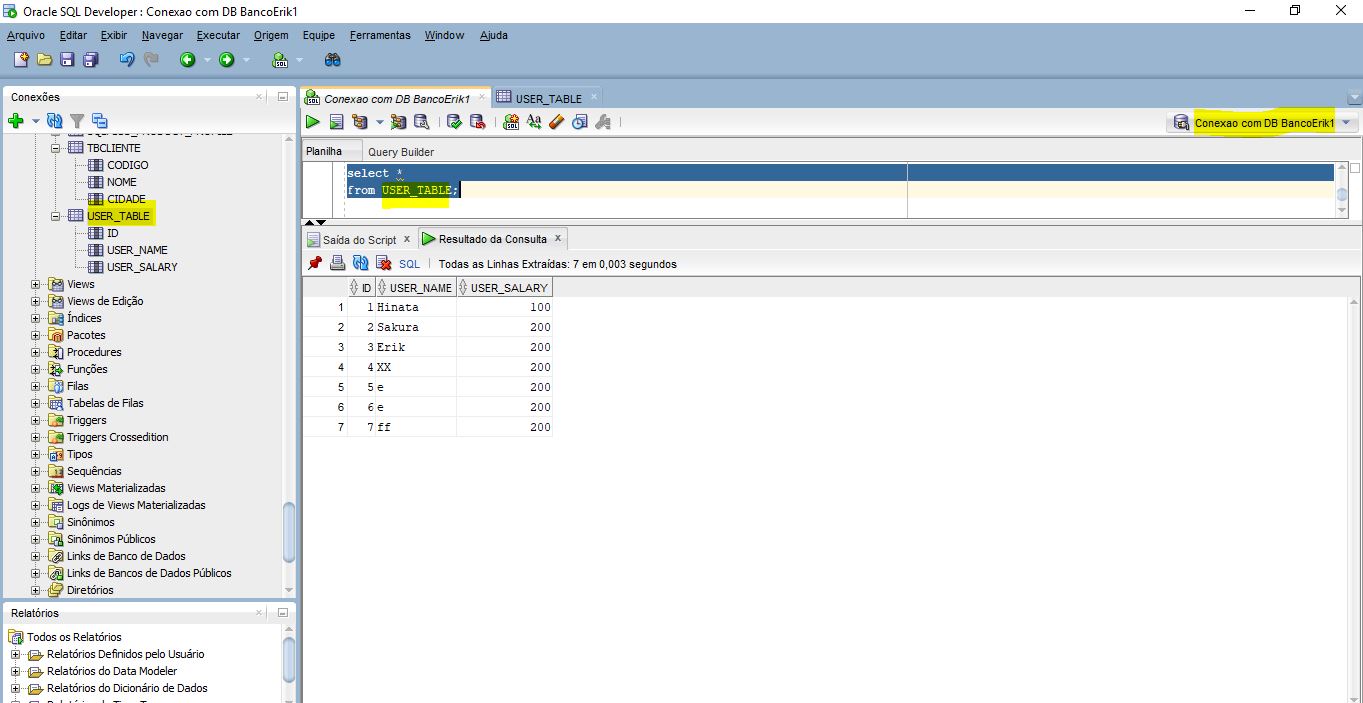 Oracle SQL Developer : Conexao com DB BancoErik1
Arquivo Editar Exibir Navegar Executar Origem Equipe Ferramentas Window Ajuda
Conexões
TBCLIENTE
CODIGO
NOME
CIDADE
USER_TABLE
ID
USER_NAME
USER_SALARY
Views
Views de Edição
Índices
Pacotes
Procedures
Funções
Filas
Tabelas de Filas
Triggers
Triggers Crossedition
Tipos
Sequências
Views Materializadas
Logs de Views Materializadas
Sinônimos
Sinônimos Públicos
Links de Banco de Dados
Links de Bancos de Dados Públicos
Diretórios
Relatórios
Todos os Relatórios
Relatórios Definidos pelo Usuário
Relatórios do Data Modeler
Relatórios do Dicionário de Dados
Conexao com DB BancoErik1 USER_TABLE
Conexao com DB BancoErik1
Planilha Query Builder
select *
from USER_TABLE;
Saída do Script x Resultado da Consulta x
SQL Todas as Linhas Extraídas: 7 em 0,003 segundos
ID USER_NAME USER_SALARY
1 1 Hinata 100
2 2 Sakura 200
3 3 Erik 200
4 4 XX 200
5 5 e 200
6 6 e 200
7 7 ff 200